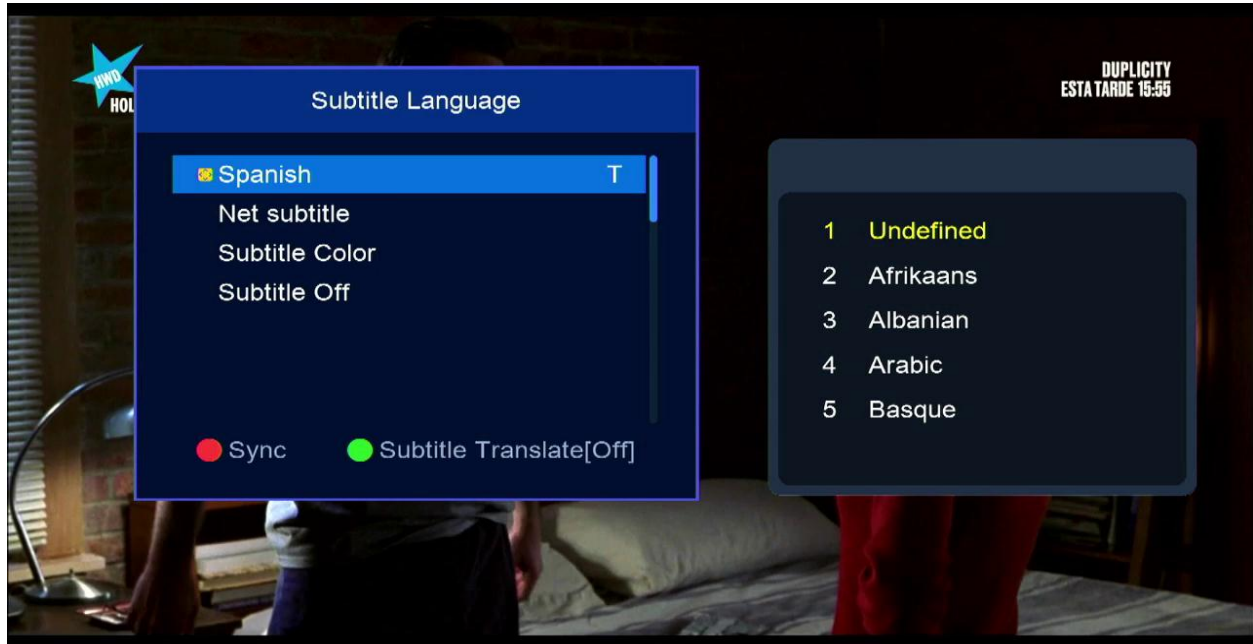 HWD
HOL
DUPLICITY
ESTA TARDE 15:55
Subtitle Language
Spanish T
Net subtitle
Subtitle Color
Subtitle Off
Sync Subtitle Translate[Off]
1 Undefined
2 Afrikaans
3 Albanian
4 Arabic
5 Basque